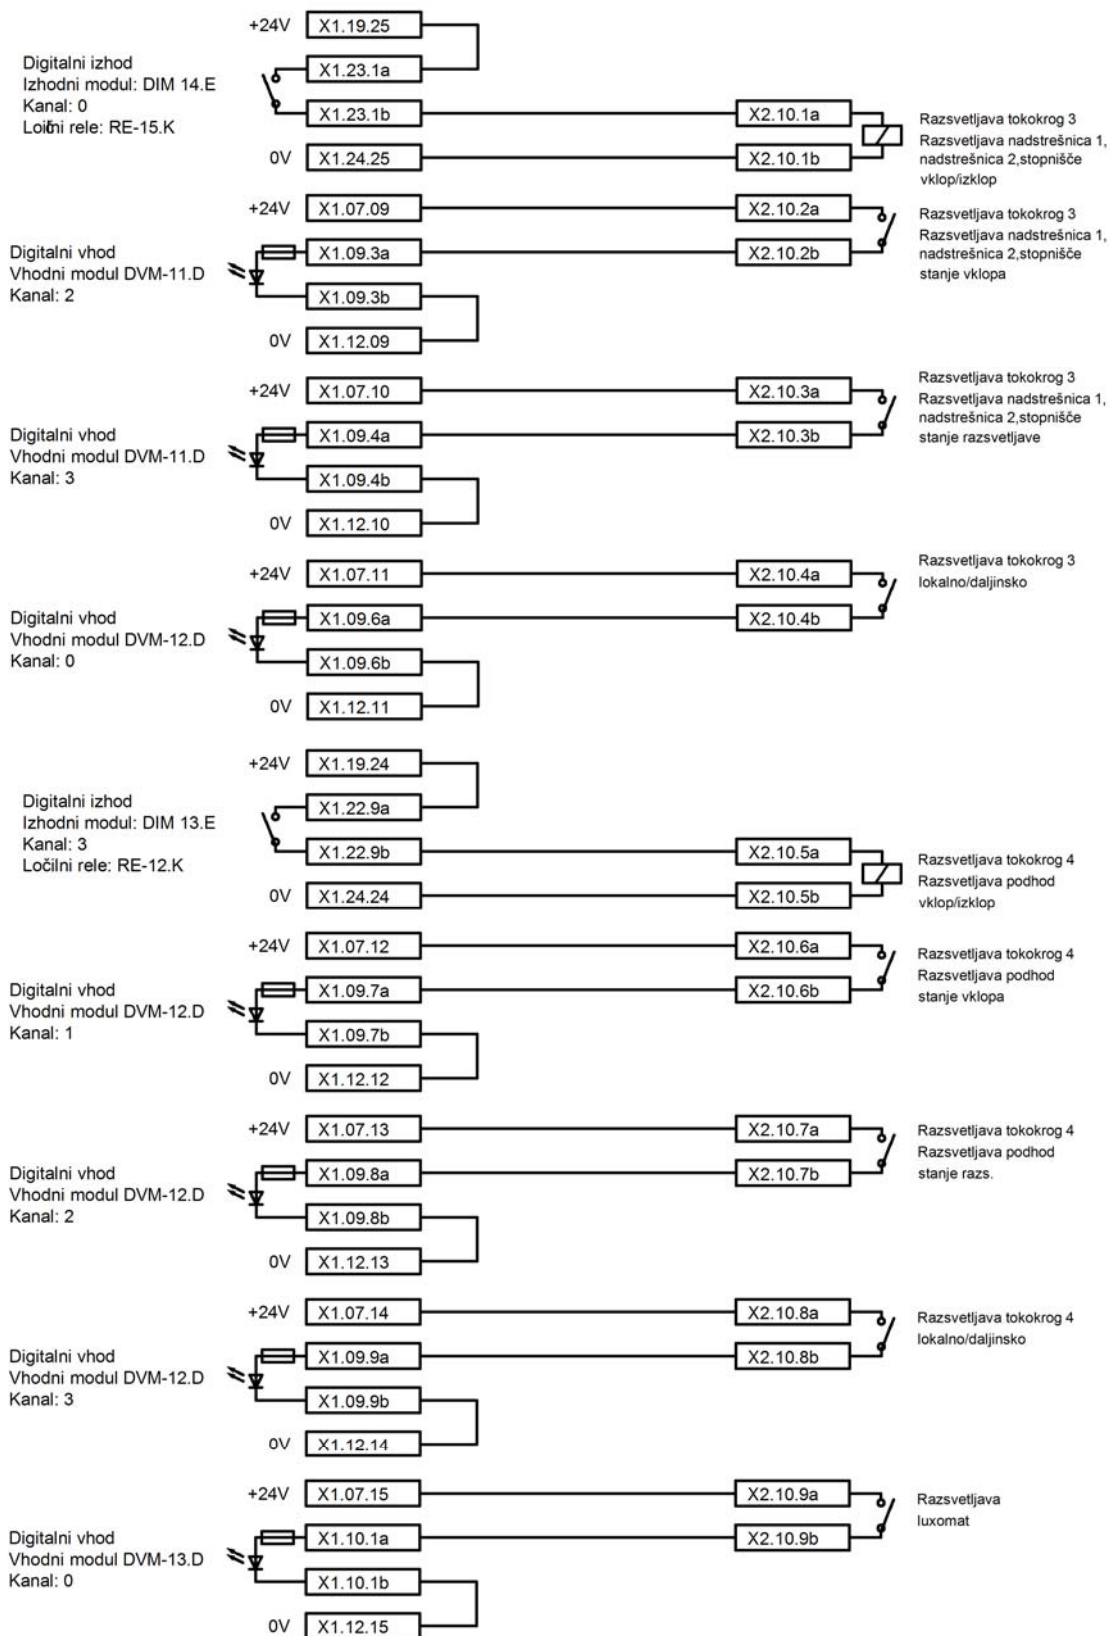 +24V X1.19.25
Digitalni izhod
Izhodni modul: DIM 14.E
Kanal: 0
rele: RE-15.K
X1.23.1a
X1.23.1b X2.10.1a
0V X1.24.25 X2.10.1b
Razsvetljava tokokrog 3
Razsvetljava nadstrešnica 1,
nadstrešnica 2,stopnišče
vklop/izklop
+24V X1.07.09 X2.10.2a
Digitalni vhod
Vhodni modul DVM-11.D
Kanal: 2
X1.09.3a X2.10.2b
X1.09.3b
0V X1.12.09
Razsvetljava tokokrog 3
Razsvetljava nadstrešnica 1,
nadstrešnica 2,stopnišče
stanje vklopa
+24V X1.07.10 X2.10.3a
Digitalni vhod
Vhodni modul DVM-11.D
Kanal: 3
X1.09.4a X2.10.3b
X1.09.4b
0V X1.12.10
Razsvetljava tokokrog 3
Razsvetljava nadstrešnica 1,
nadstrešnica 2,stopnišče
stanje razsvetljave
+24V X1.07.11 X2.10.4a
Digitalni vhod
Vhodni modul DVM-12.D
Kanal: 0
X1.09.6a X2.10.4b
X1.09.6b
0V X1.12.11
Razsvetljava tokokrog 3
lokalno/daljinsko
+24V X1.19.24
Digitalni izhod
Izhodni modul: DIM 13.E
Kanal: 3
Ločilni rele: RE-12.K
X1.22.9a
X1.22.9b X2.10.5a
0V X1.24.24 X2.10.5b
Razsvetljava tokokrog 4
Razsvetljava podhod
vklop/izklop
+24V X1.07.12 X2.10.6a
Digitalni vhod
Vhodni modul DVM-12.D
Kanal: 1
X1.09.7a X2.10.6b
X1.09.7b
0V X1.12.12
Razsvetljava tokokrog 4
Razsvetljava podhod
stanje vklopa
+24V X1.07.13 X2.10.7a
Digitalni vhod
Vhodni modul DVM-12.D
Kanal: 2
X1.09.8a X2.10.7b
X1.09.8b
0V X1.12.13
Razsvetljava tokokrog 4
Razsvetljava podhod
stanje razs.
+24V X1.07.14 X2.10.8a
Digitalni vhod
Vhodni modul DVM-12.D
Kanal: 3
X1.09.9a X2.10.8b
X1.09.9b
0V X1.12.14
Razsvetljava tokokrog 4
lokalno/daljinsko
+24V X1.07.15 X2.10.9a
Digitalni vhod
Vhodni modul DVM-13.D
Kanal: 0
X1.10.1a X2.10.9b
X1.10.1b
0V X1.12.15
Razsvetljava
luxomat